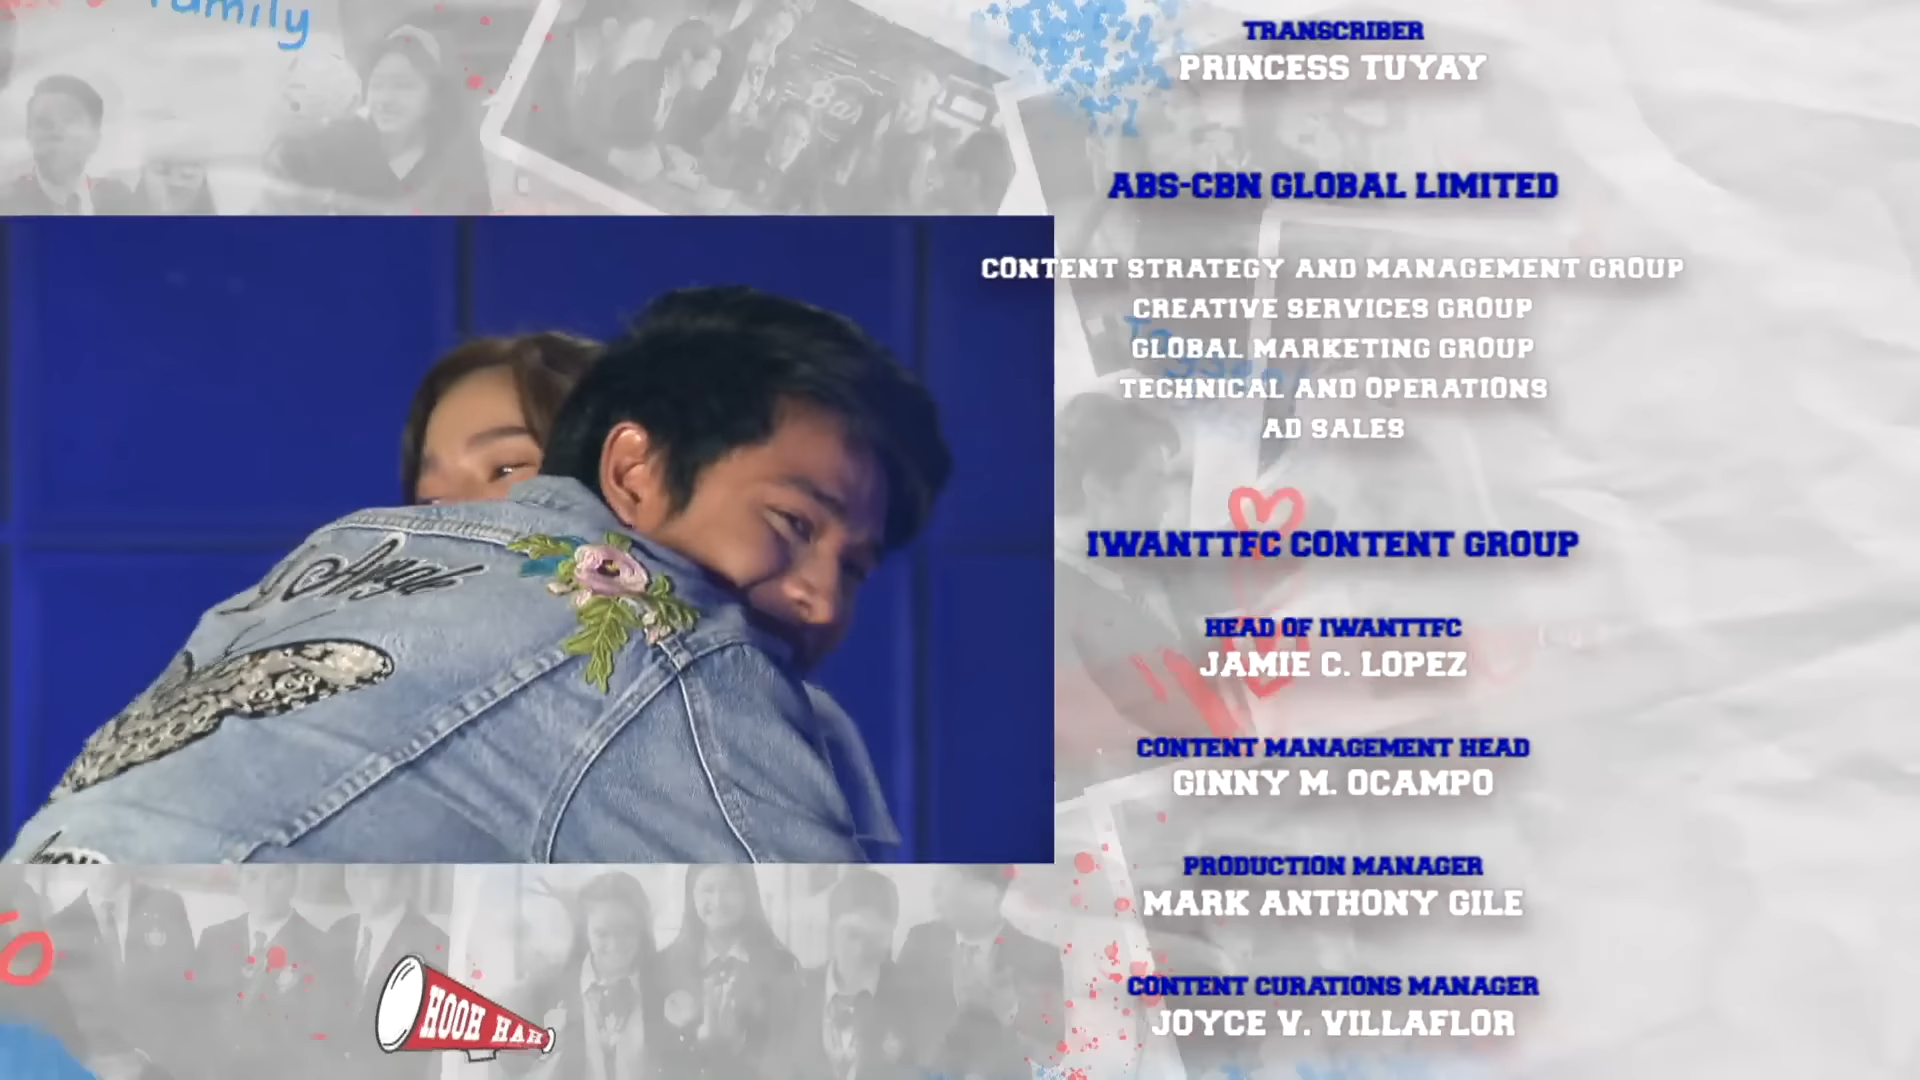 family
TRANSCRIBER
PRINCESS TUYAY
Bar
ABS-CBN GLOBAL LIMITED
CONTENT STRATEGY AND MANAGEMENT GROUP
CREATIVE SERVICES GROUP
GLOBAL MARKETING GROUP
TECHNICAL AND OPERATIONS
AD SALES
IWANTTFC CONTENT GROUP
HEAD OF IWANTTFC
JAMIE C. LOPEZ
CONTENT MANAGEMENT HEAD
GINNY M. OCAMPO
PRODUCTION MANAGER
MARK ANTHONY GILE
CONTENT CURATIONS MANAGER
JOYCE V. VILLAFLOR
HOOH HAH